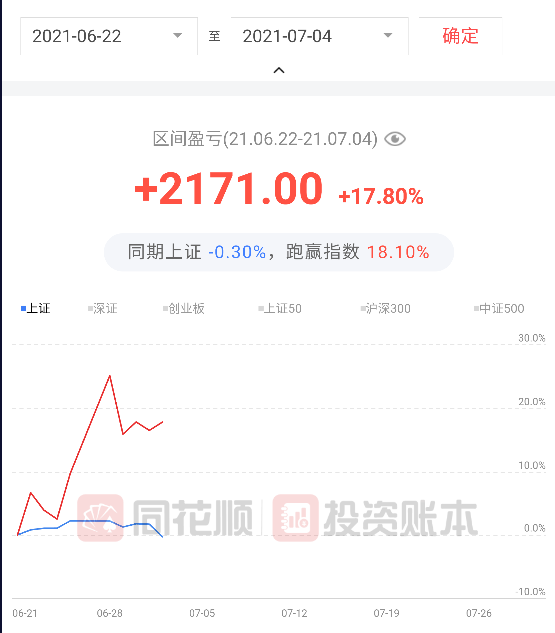 2021-06-22 至 2021-07-04 确定
区间盈亏(21.06.22-21.07.04)
+2171.00 +17.80%
同期上证 -0.30%，跑赢指数 18.10%
上证 深证 创业板 上证50 沪深300 中证500
30.0%
20.0%
10.0%
同花顺 投资账本
0.0%
-10.0%
06-21 06-28 07-05 07-12 07-19 07-26